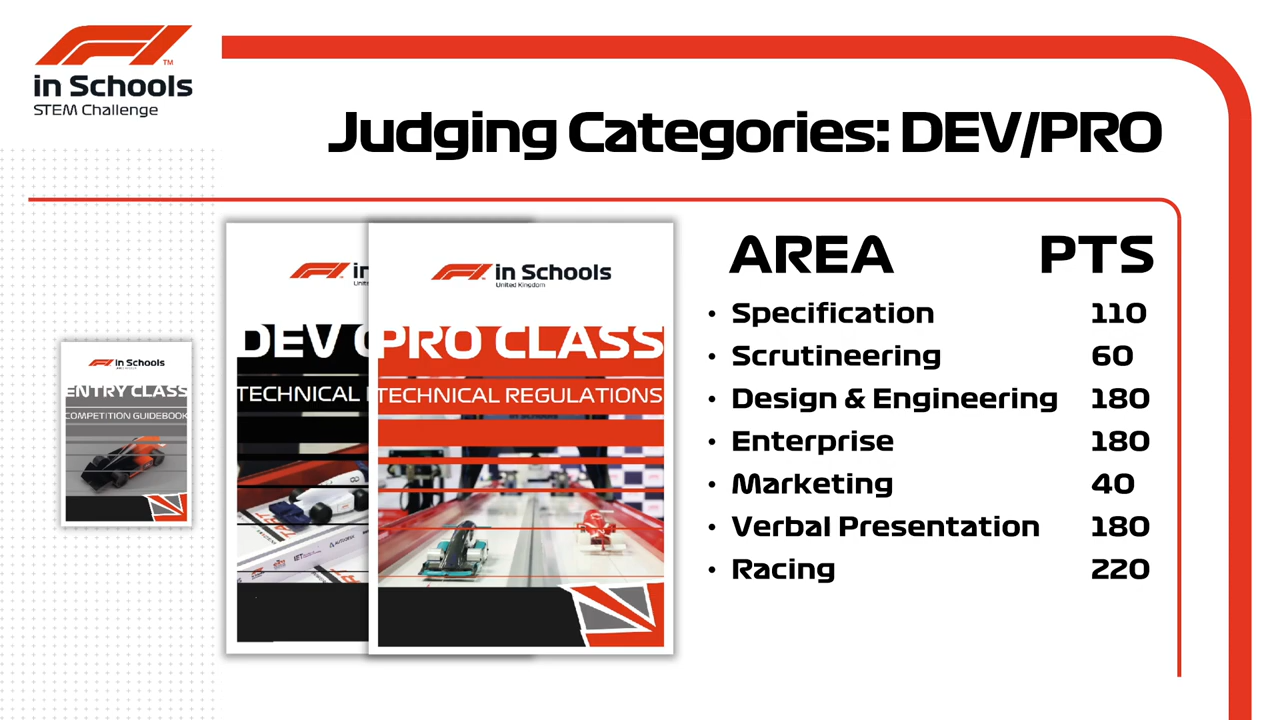 in Schools
STEM Challenge
TM
Judging Categories: DEV/PRO
in Schools
ENTRY CLASS
COMPETITION GUIDEBOOK
DEV
TECHNICAL
in Schools
United Kingdom
PRO CLASS
TECHNICAL REGULATIONS
AREA PTS
• Specification 110
• Scrutineering 60
• Design & Engineering 180
• Enterprise 180
• Marketing 40
• Verbal Presentation 180
• Racing 220